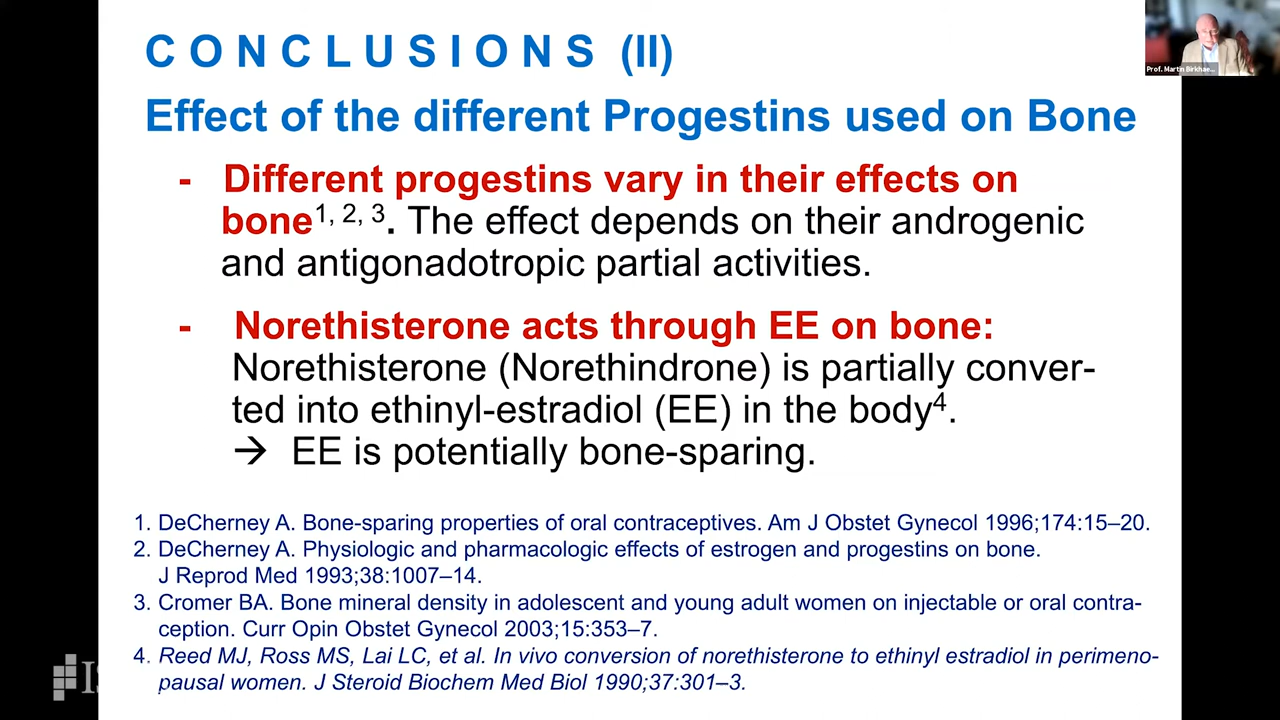 C O N C L U S I O N S (II)
Effect of the different Progestins used on Bone
- Different progestins vary in their effects on
bone1, 2, 3. The effect depends on their androgenic
and antigonadotropic partial activities.
- Norethisterone acts through EE on bone:
Norethisterone (Norethindrone) is partially conver-
ted into ethinyl-estradiol (EE) in the body4.
→ EE is potentially bone-sparing.
1. DeCherney A. Bone-sparing properties of oral contraceptives. Am J Obstet Gynecol 1996;174:15–20.
2. DeCherney A. Physiologic and pharmacologic effects of estrogen and progestins on bone.
J Reprod Med 1993;38:1007–14.
3. Cromer BA. Bone mineral density in adolescent and young adult women on injectable or oral contra-
ception. Curr Opin Obstet Gynecol 2003;15:353–7.
4. Reed MJ, Ross MS, Lai LC, et al. In vivo conversion of norethisterone to ethinyl estradiol in perimeno-
pausal women. J Steroid Biochem Med Biol 1990;37:301–3.
Prof. Martin Birkhae...